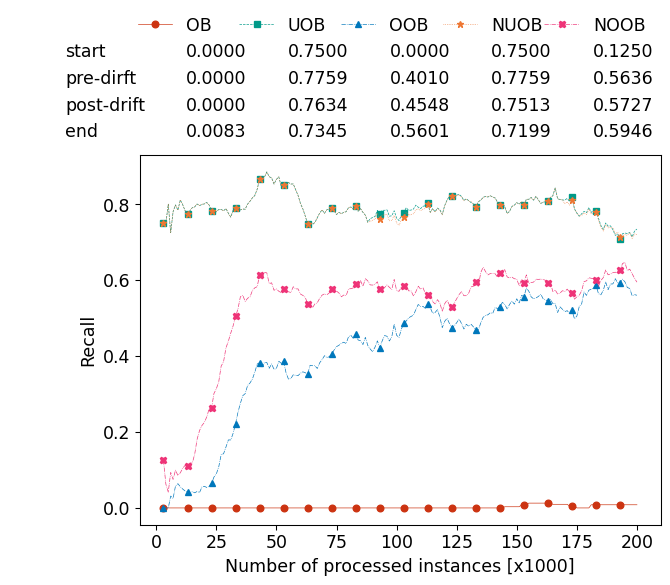 OB UOB OOB NUOB NOOB
start 0.0000 0.7500 0.0000 0.7500 0.1250
pre-dirft 0.0000 0.7759 0.4010 0.7759 0.5636
post-drift 0.0000 0.7634 0.4548 0.7513 0.5727
end 0.0083 0.7345 0.5601 0.7199 0.5946
0.8
0.6
0.4
0.2
0.0
Recall
0 25 50 75 100 125 150 175 200
Number of processed instances [x1000]